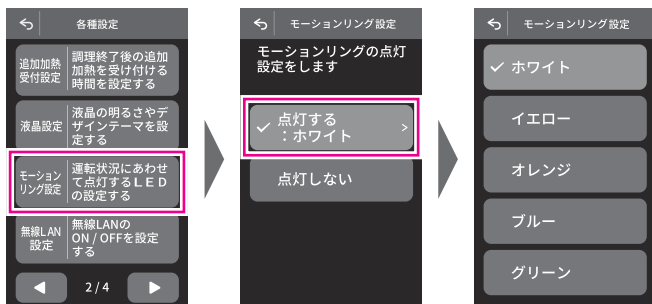 各種設定
追加加熱
受付設定
調理終了後の追加
加熱を受け付ける
時間を設定する
液晶設定
液晶の明るさやデ
ザインテーマを設
定する
モーション
リング設定
運転状況にあわせ
て点灯するLED
の設定する
無線LAN
設定
無線LANの
ON / OFFを設定
する
2 / 4
モーションリング設定
モーションリングの点灯
設定をします
点灯する
：ホワイト
点灯しない
モーションリング設定
ホワイト
イエロー
オレンジ
ブルー
グリーン